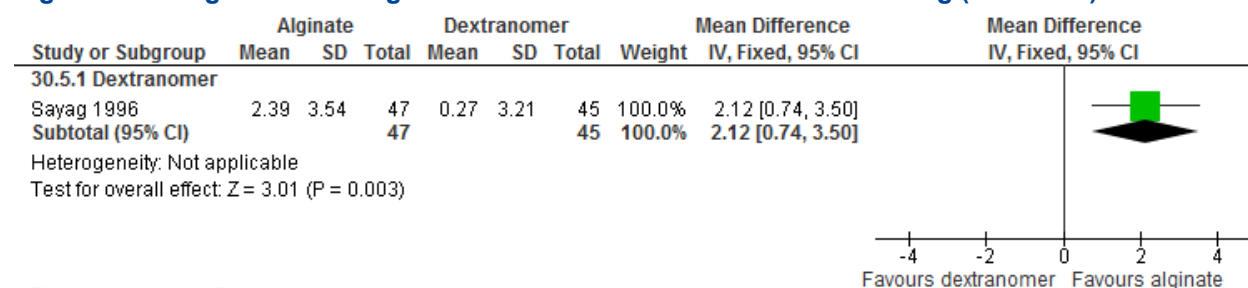 Alginate Dextranomer Mean Difference Mean Difference
Study or Subgroup Mean SD Total Mean SD Total Weight IV, Fixed, 95% CI IV, Fixed, 95% CI
30.5.1 Dextranomer
Sayag 1996 2.39 3.54 47 0.27 3.21 45 100.0% 2.12 [0.74, 3.50]
Subtotal (95% CI) 47 45 100.0% 2.12 [0.74, 3.50]
Heterogeneity: Not applicable
Test for overall effect: Z = 3.01 (P = 0.003)
-4 -2 0 2 4
Favours dextranomer Favours alginate